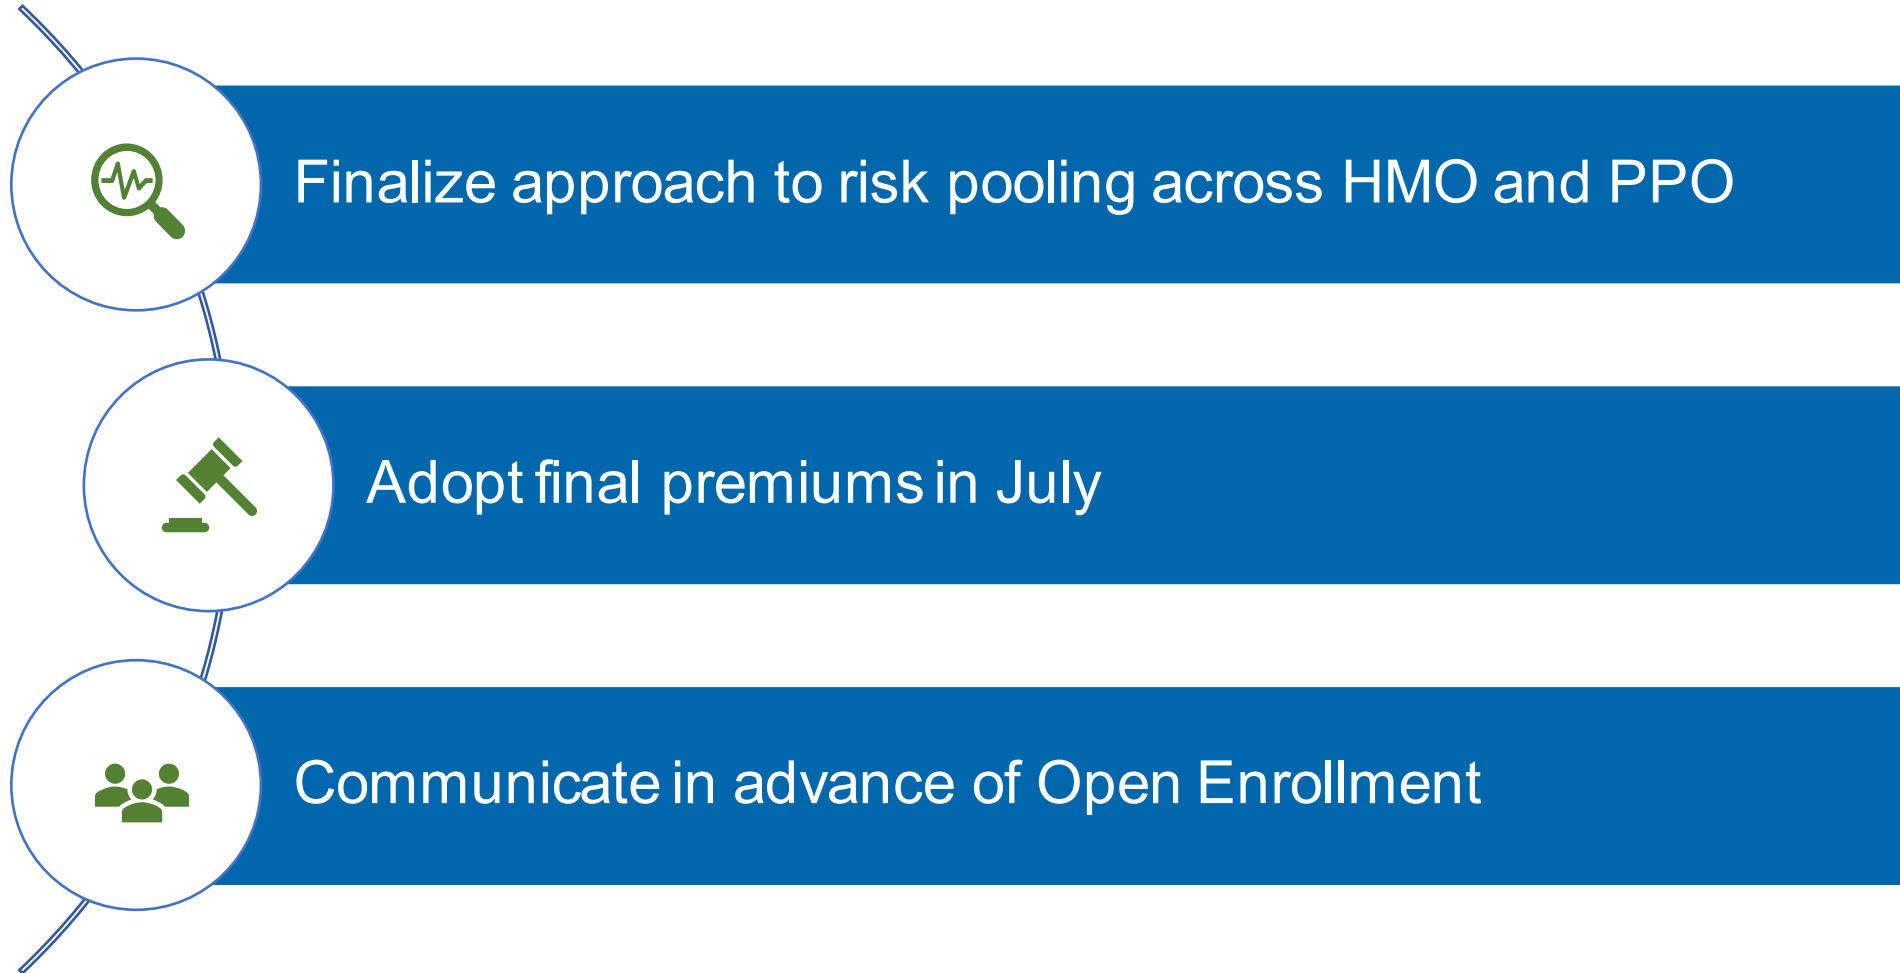 Finalize approach to risk pooling across HMO and PPO
Adopt final premiums in July
Communicate in advance of Open Enrollment